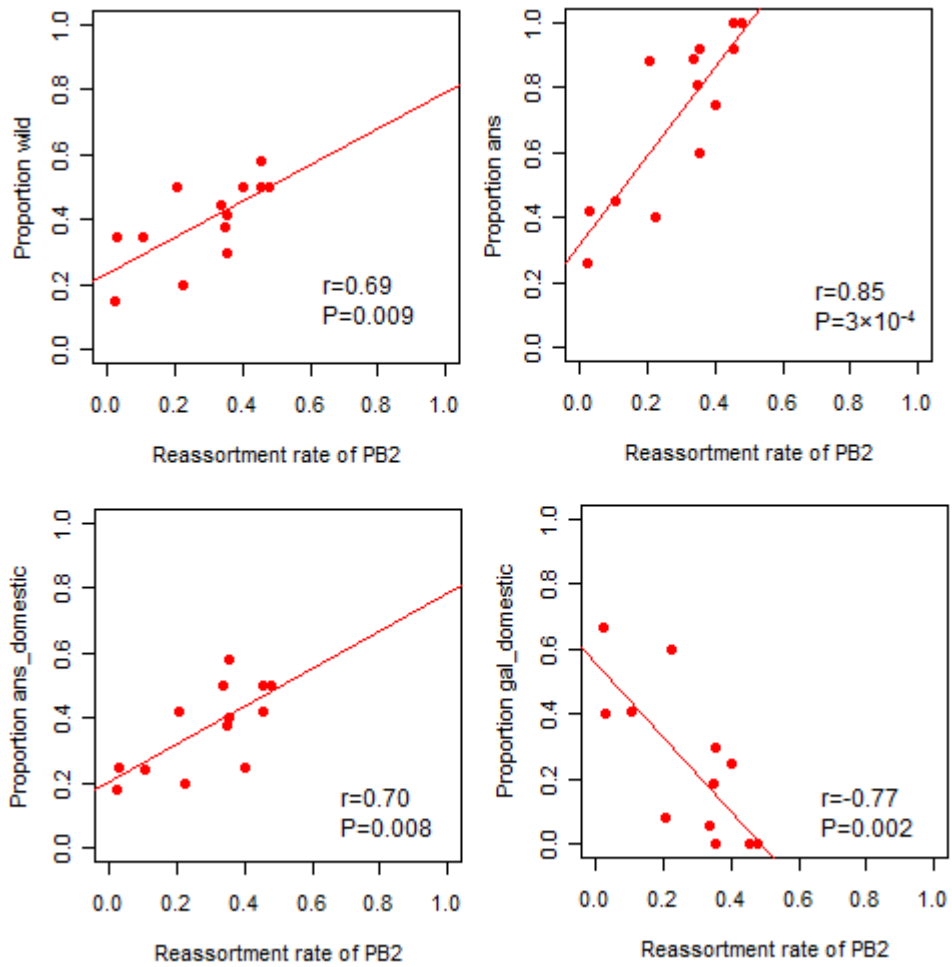 Proportion wild
1.0
0.8
0.6
0.4
0.2
0.0
r=0.69
P=0.009
0.0 0.2 0.4 0.6 0.8 1.0
Reassortment rate of PB2
Proportion ans
1.0
0.8
0.6
0.4
0.2
0.0
r=0.85
P=3×10⁻⁴
0.0 0.2 0.4 0.6 0.8 1.0
Reassortment rate of PB2
Proportion ans_domestic
1.0
0.8
0.6
0.4
0.2
0.0
r=0.70
P=0.008
0.0 0.2 0.4 0.6 0.8 1.0
Reassortment rate of PB2
Proportion gal_domestic
1.0
0.8
0.6
0.4
0.2
0.0
r=-0.77
P=0.002
0.0 0.2 0.4 0.6 0.8 1.0
Reassortment rate of PB2